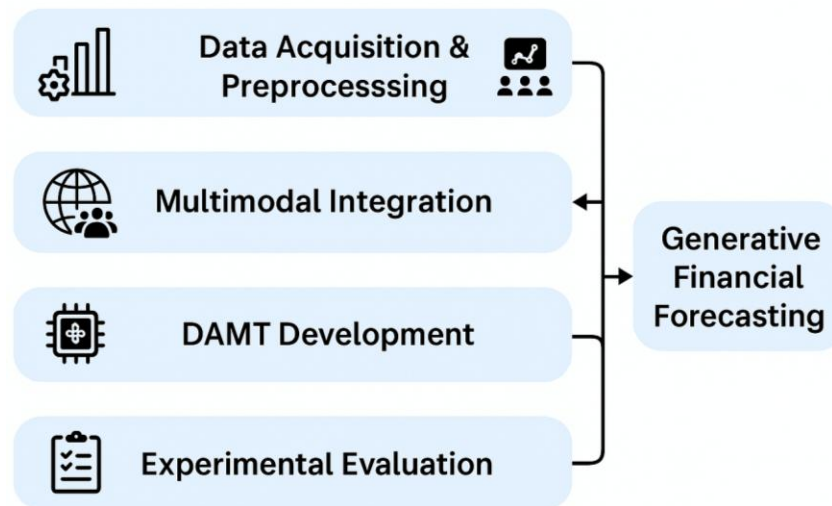 Data Acquisition &
Preprocesssing
Multimodal Integration
DAMT Development
Experimental Evaluation
Generative
Financial
Forecasting